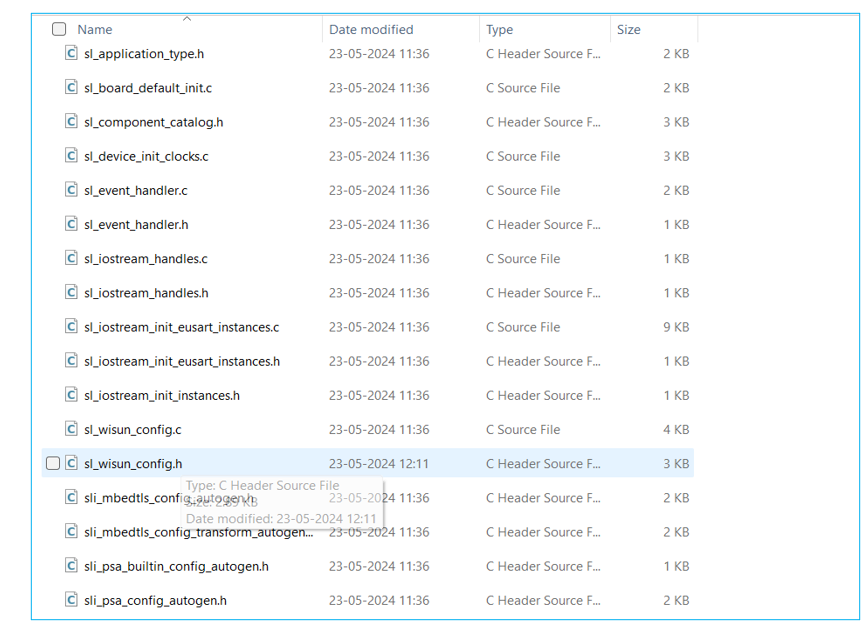 Name Date modified Type Size
sl_application_type.h 23-05-2024 11:36 C Header Source F... 2 KB
sl_board_default_init.c 23-05-2024 11:36 C Source File 2 KB
sl_component_catalog.h 23-05-2024 11:36 C Header Source F... 3 KB
sl_device_init_clocks.c 23-05-2024 11:36 C Source File 3 KB
sl_event_handler.c 23-05-2024 11:36 C Source File 2 KB
sl_event_handler.h 23-05-2024 11:36 C Header Source F... 1 KB
sl_iostream_handles.c 23-05-2024 11:36 C Source File 1 KB
sl_iostream_handles.h 23-05-2024 11:36 C Header Source F... 1 KB
sl_iostream_init_eusart_instances.c 23-05-2024 11:36 C Source File 9 KB
sl_iostream_init_eusart_instances.h 23-05-2024 11:36 C Header Source F... 1 KB
sl_iostream_init_instances.h 23-05-2024 11:36 C Header Source F... 1 KB
sl_wisun_config.c 23-05-2024 11:36 C Source File 4 KB
sl_wisun_config.h 23-05-2024 12:11 C Header Source F... 3 KB
Type: C Header Source File
sli_mbedtls_config_autogen.h 23-05-2024 11:36 C Header Source F... 2 KB
Size: 2.69 KB
Date modified: 23-05-2024 12:11
sli_mbedtls_config_transform_autogen... 23-05-2024 11:36 C Header Source F... 2 KB
sli_psa_builtin_config_autogen.h 23-05-2024 11:36 C Header Source F... 1 KB
sli_psa_config_autogen.h 23-05-2024 11:36 C Header Source F... 2 KB